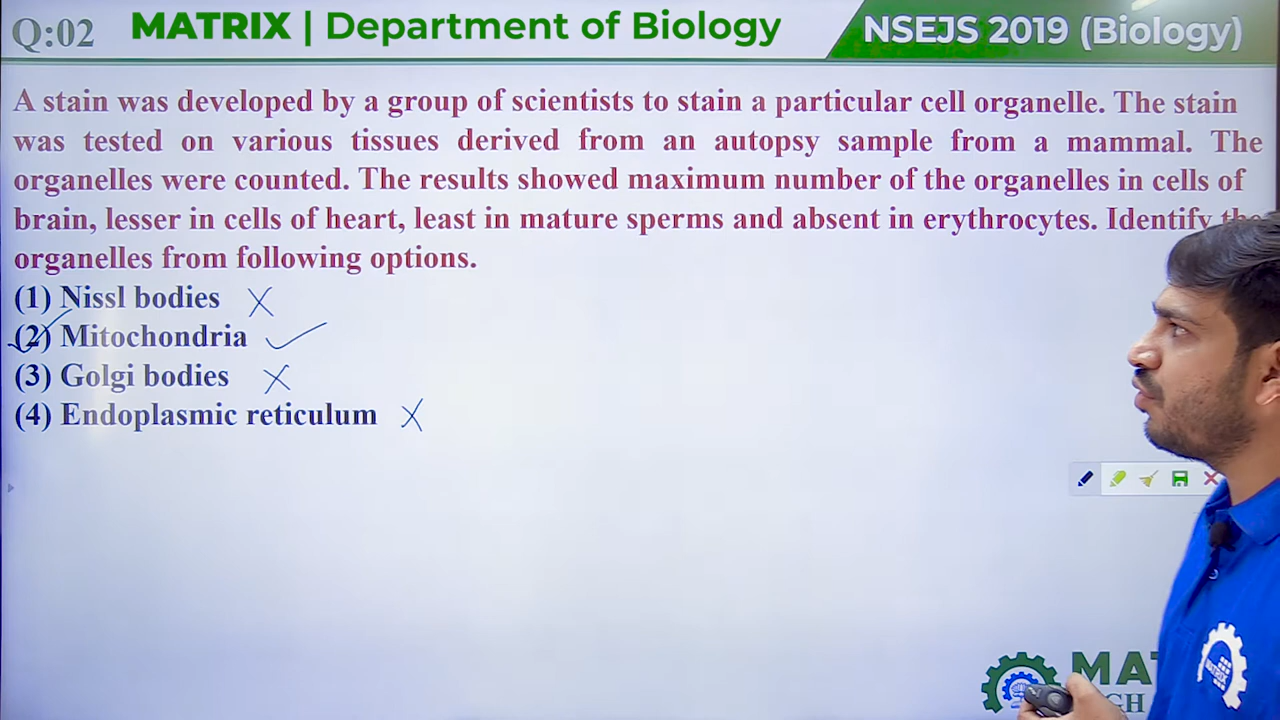 Q:02 MATRIX | Department of Biology NSEJS 2019 (Biology)
A stain was developed by a group of scientists to stain a particular cell organelle. The stain
was tested on various tissues derived from an autopsy sample from a mammal. The
organelles were counted. The results showed maximum number of the organelles in cells of
brain, lesser in cells of heart, least in mature sperms and absent in erythrocytes. Identify the
organelles from following options.
(1) Nissl bodies
(2) Mitochondria
(3) Golgi bodies
(4) Endoplasmic reticulum
MATRIX